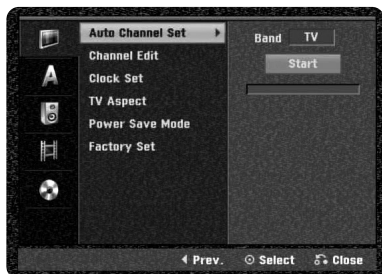 Auto Channel Set
Channel Edit
Clock Set
TV Aspect
Power Save Mode
Factory Set
Band TV
Start
A
Prev. Select Close